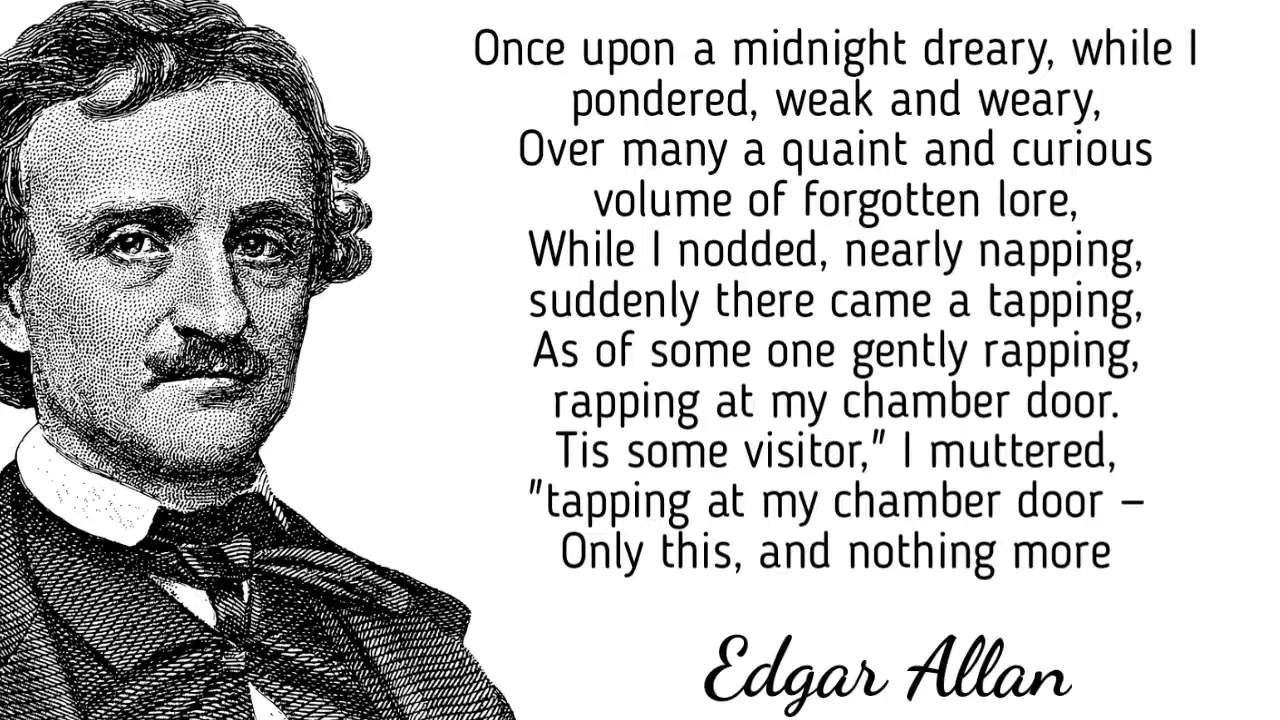 Once upon a midnight dreary, while I
pondered, weak and weary,
Over many a quaint and curious
volume of forgotten lore,
While I nodded, nearly napping,
suddenly there came a tapping,
As of some one gently rapping,
rapping at my chamber door.
Tis some visitor," I muttered,
"tapping at my chamber door –
Only this, and nothing more
Edgar Allan